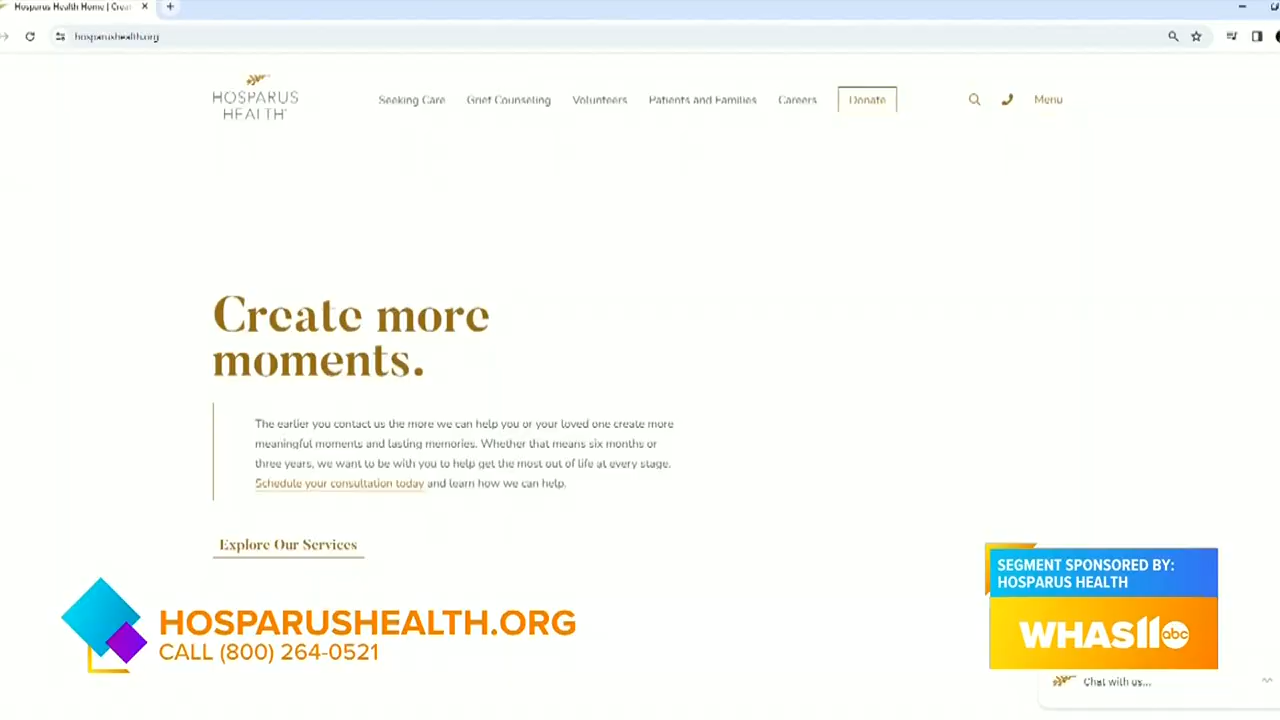 Hosparus Health Home | Crea
hosparushealth.org
HOSPARUS
HEALTH
Seeking Care Grief Counseling Volunteers Patients and Families Careers Donate Menu
Create more
moments.
The earlier you contact us the more we can help you or your loved one create more
meaningful moments and lasting memories. Whether that means six months or
three years, we want to be with you to help get the most out of life at every stage.
Schedule your consultation today and learn how we can help.
Explore Our Services
SEGMENT SPONSORED BY:
HOSPARUS HEALTH
HOSPARUSHEALTH.ORG
CALL (800) 264-0521
WHAS11 abc
Chat with us...